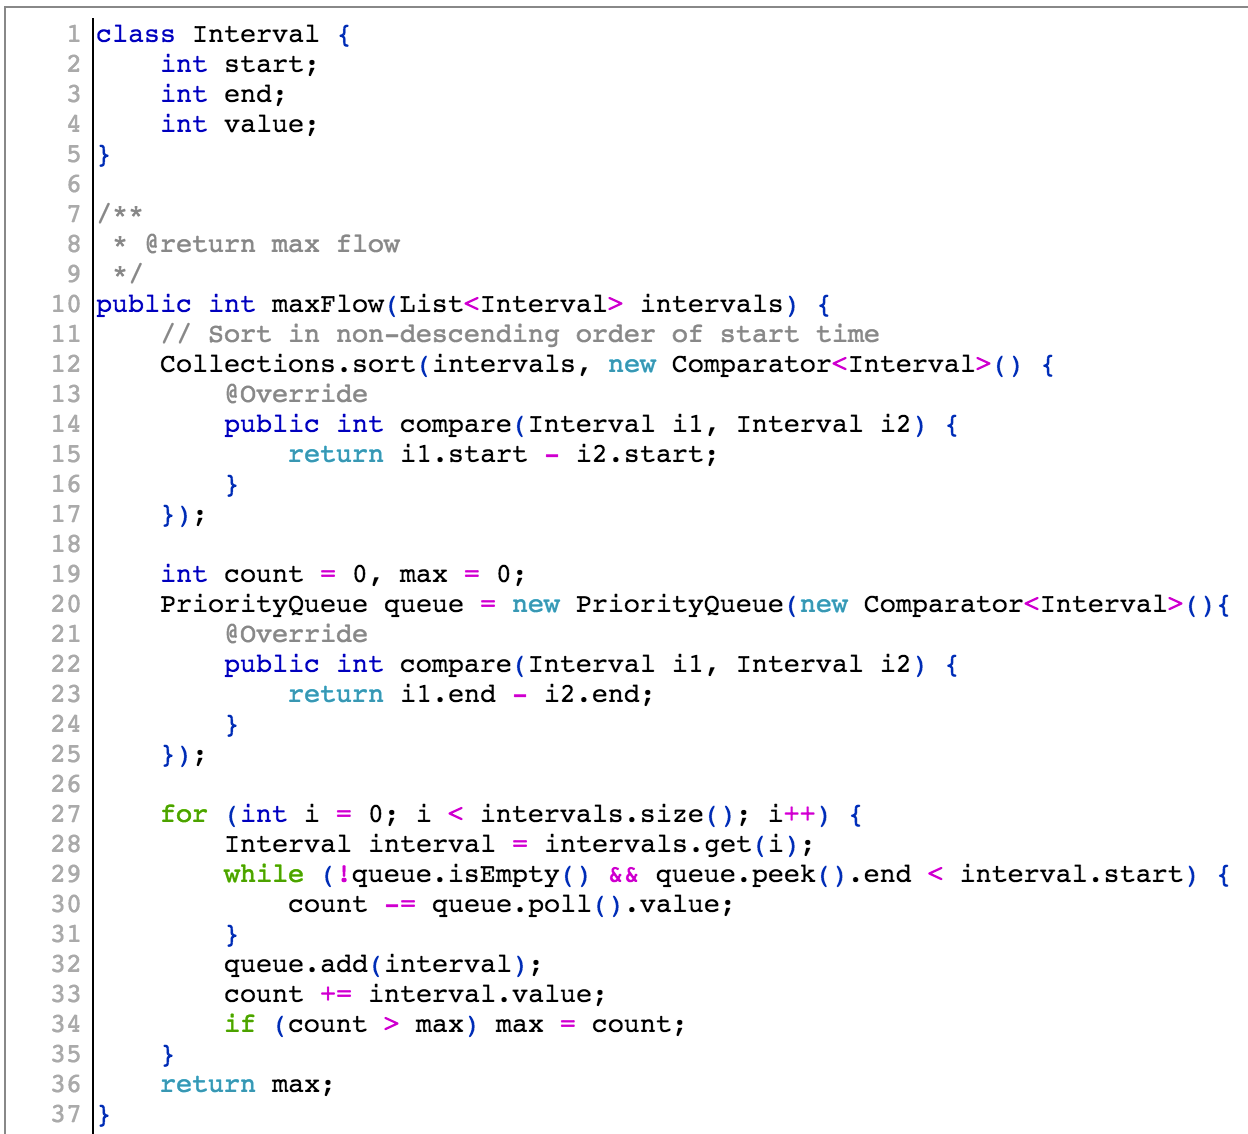 1 class Interval {
2     int start;
3     int end;
4     int value;
5 }
6
7 /**
8  * @return max flow
9  */
10 public int maxFlow(List<Interval> intervals) {
11     // Sort in non-descending order of start time
12     Collections.sort(intervals, new Comparator<Interval>() {
13         @Override
14         public int compare(Interval i1, Interval i2) {
15             return i1.start - i2.start;
16         }
17     });
18
19     int count = 0, max = 0;
20     PriorityQueue queue = new PriorityQueue(new Comparator<Interval>(){
21         @Override
22         public int compare(Interval i1, Interval i2) {
23             return i1.end - i2.end;
24         }
25     });
26
27     for (int i = 0; i < intervals.size(); i++) {
28         Interval interval = intervals.get(i);
29         while (!queue.isEmpty() && queue.peek().end < interval.start) {
30             count -= queue.poll().value;
31         }
32         queue.add(interval);
33         count += interval.value;
34         if (count > max) max = count;
35     }
36     return max;
37 }